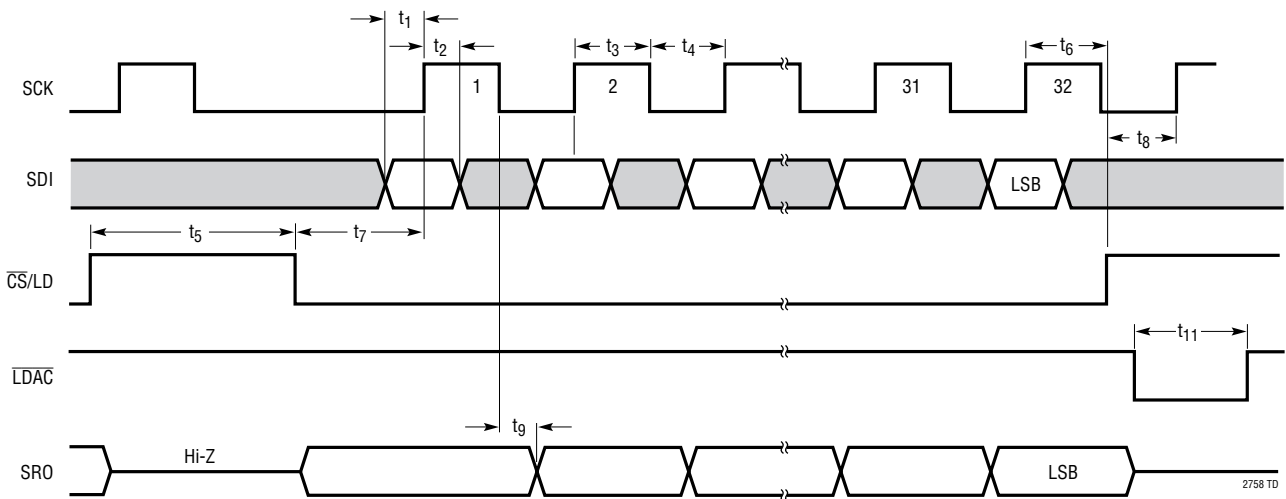 t1
t2
t3
t4
t6
SCK
1
2
31
32
t8
SDI
LSB
t5
t7
CS/LD
t11
LDAC
t9
SRO
Hi-Z
LSB
2758 TD